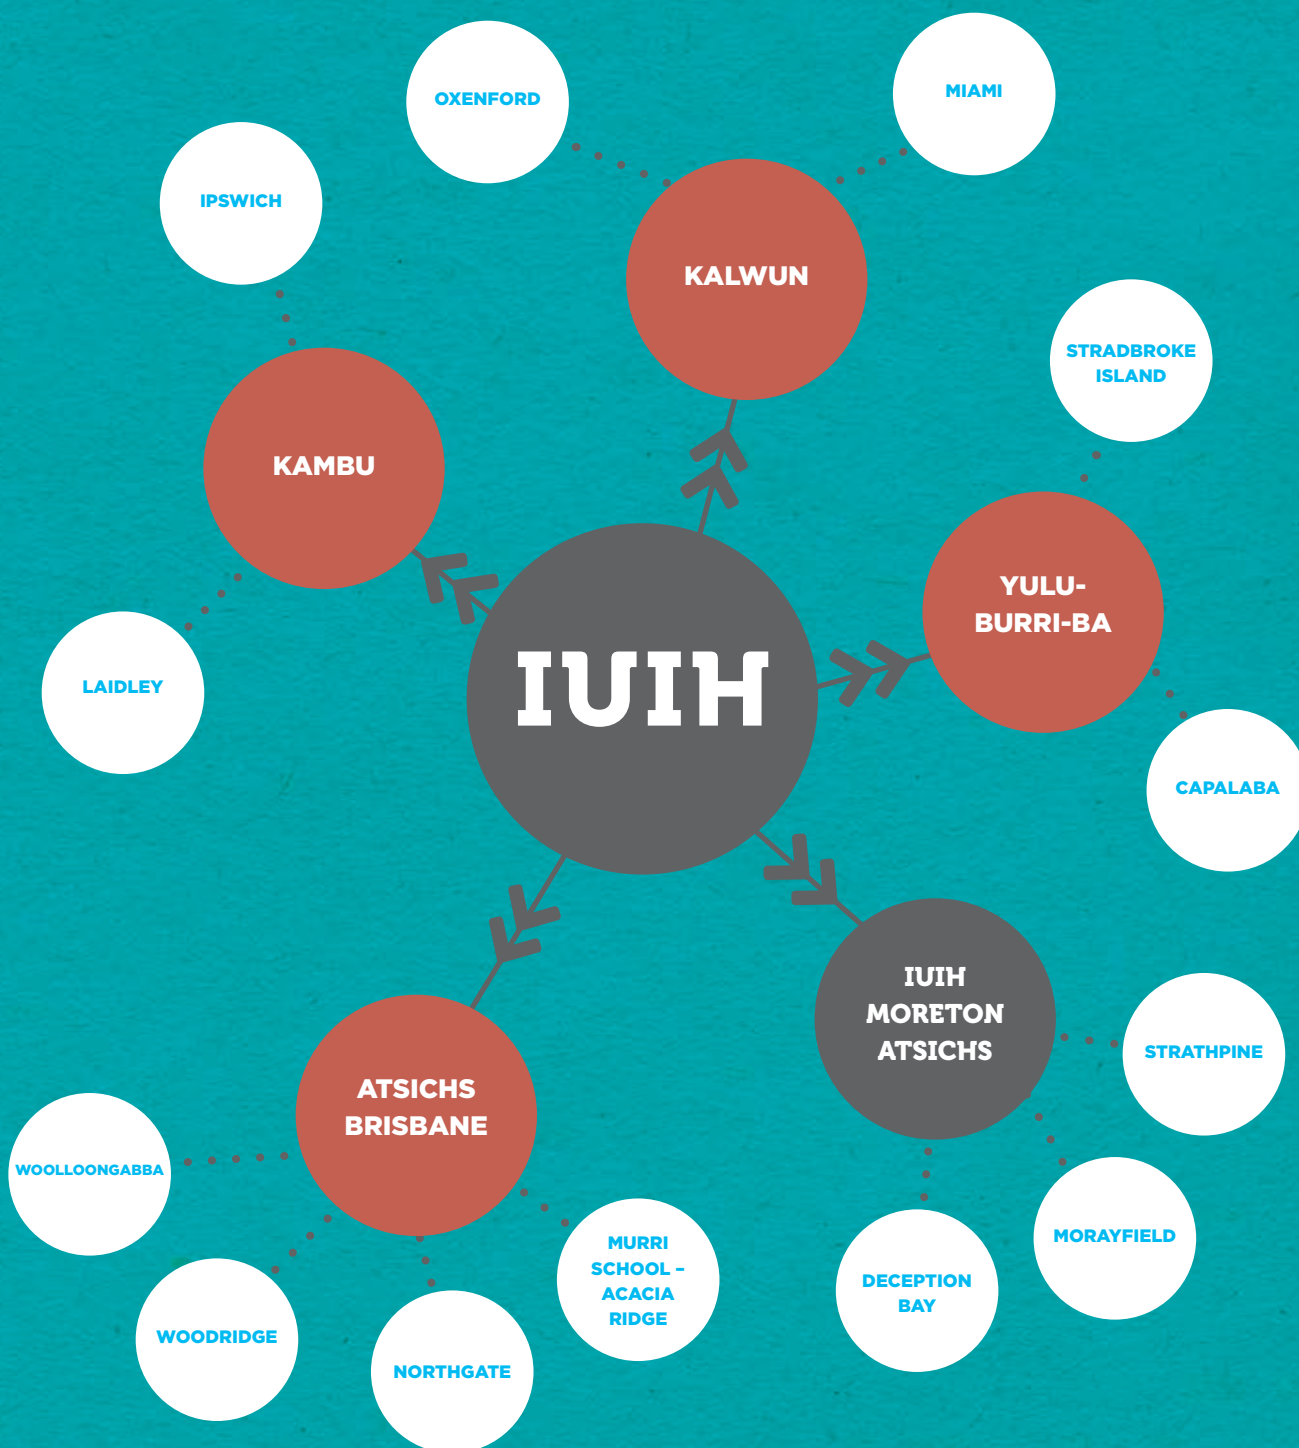 OXENFORD
MIAMI
IPSWICH
KALWUN
STRADBROKE
ISLAND
KAMBU
YULU-
BURRI-BA
LAIDLEY
IUIH
CAPALABA
IUIH
MORETON
ATSICHS
STRATHPINE
ATSICHS
BRISBANE
WOOLLOONGABBA
MORAYFIELD
MURRI
SCHOOL –
ACACIA
RIDGE
DECEPTION
BAY
WOODRIDGE
NORTHGATE